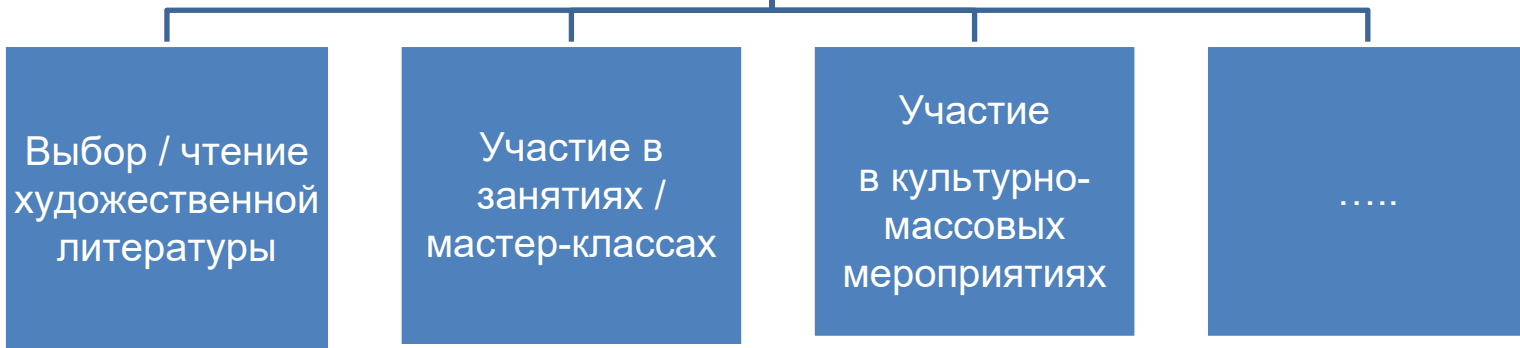 Выбор / чтение
художественной
литературы
Участие в
занятиях /
мастер-классах
Участие
в культурно-
массовых
мероприятиях
…..